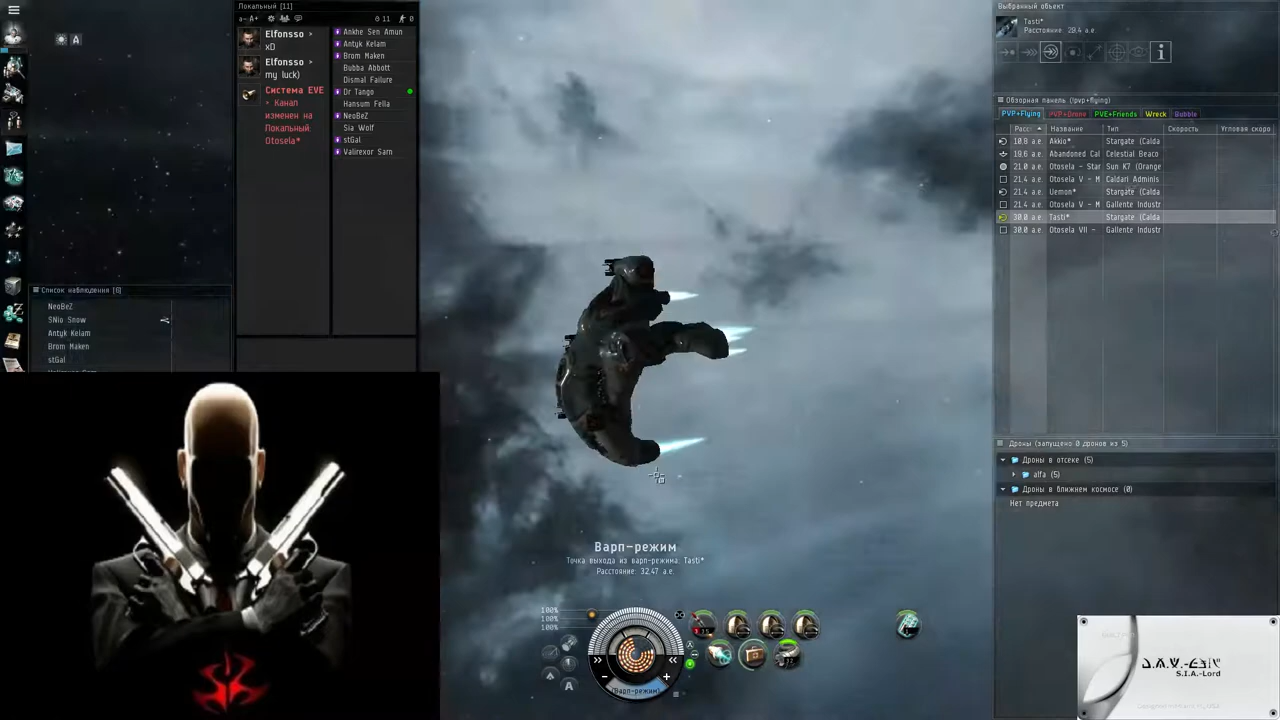 Локальный [11]
11
0
Elfonsso >
xD
Elfonsso >
my luck)
Система EVE
» Канал
изменен на
Локальный:
Otosela*
Ankhe Sen Amun
Antyk Kelam
Brom Maken
Bubba Abbott
Dismal Failure
Dr Tango
Hansum Fella
NeoBeZ
Sia Wolf
stGal
Valirexor Sarn
Список наблюдения [6]
NeoBeZ
SNio Snow
Antyk Kelam
Brom Maken
stGal
Выбранный объект
Tasti*
Расстояние: 29.4 а.е.
Обзорная панель (!pvp+flying)
PVP+Flying PVP+Drone PVE+Friends Wreck Bubble
Расс Название Тип Скорость Угловая скоро
10.8 а.е. Akkio* Stargate (Calda
19.6 а.е. Abandoned Cal Celestial Beaco
21.0 а.е. Otosela - Star Sun K7 (Orange
21.4 а.е. Otosela V - M Caldari Adminis
21.4 а.е. Uemon* Stargate (Calda
21.4 а.е. Otosela V - M Gallente Industr
30.0 а.е. Tasti* Stargate (Calda
30.0 а.е. Otosela VII - Gallente Industr
Дроны (запущено 0 дронов из 5)
Дроны в отсеке (5)
alfa (5)
Дроны в ближнем космосе (0)
Нет предмета
Варп-режим
Точка выхода из варп-режима: Tasti*
Расстояние: 32.47 а.е.
100%
100%
100%
(Варп-режим)
S.I.A.-Lord